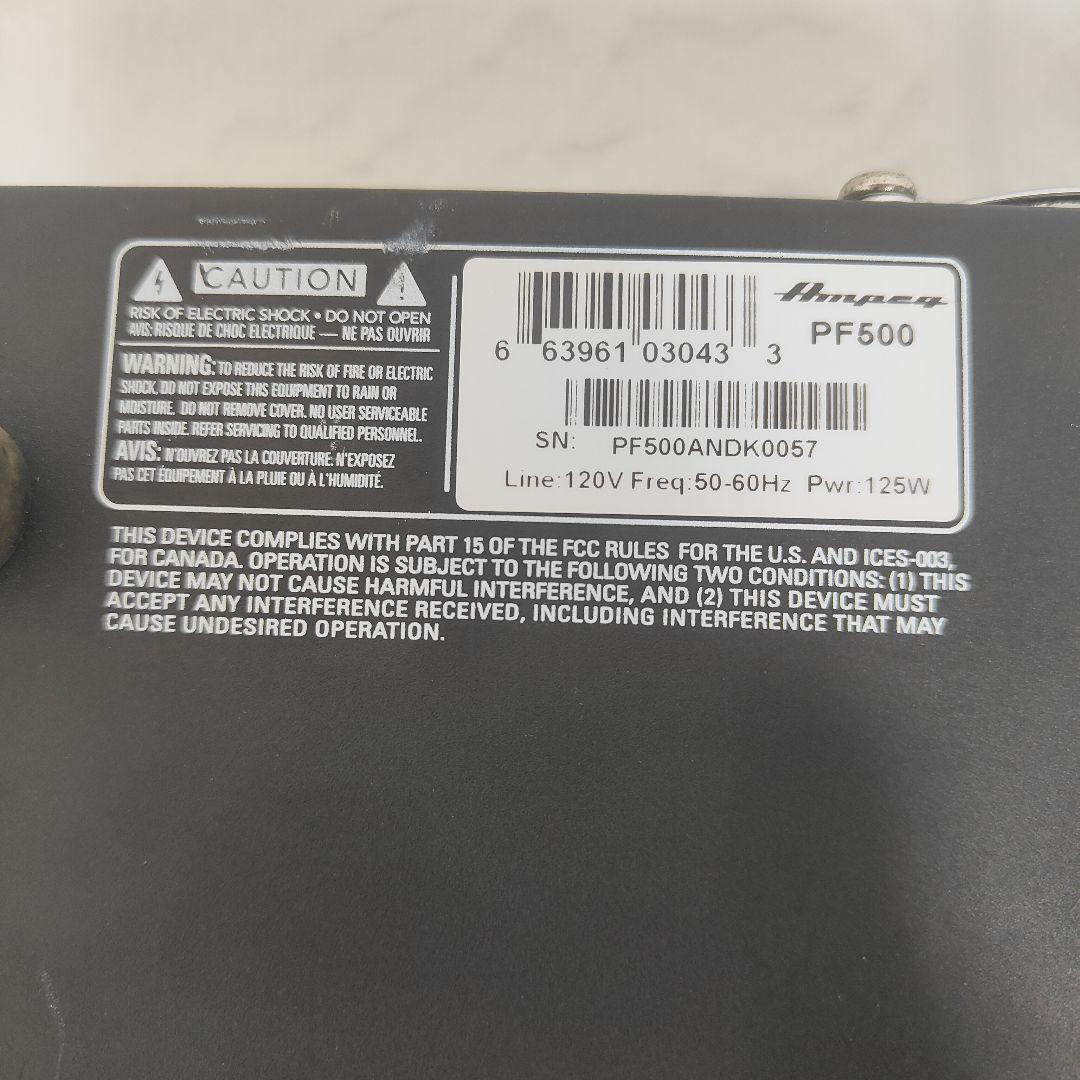 CAUTION
RISK OF ELECTRIC SHOCK • DO NOT OPEN
AVIS: RISQUE DE CHOC ELECTRIQUE — NE PAS OUVRIR
WARNING: TO REDUCE THE RISK OF FIRE OR ELECTRIC
SHOCK, DO NOT EXPOSE THIS EQUIPMENT TO RAIN OR
MOISTURE. DO NOT REMOVE COVER. NO USER SERVICEABLE
PARTS INSIDE. REFER SERVICING TO QUALIFIED PERSONNEL.
AVIS: N'OUVREZ PAS LA COUVERTURE. N'EXPOSEZ
PAS CET ÉQUIPEMENT À LA PLUIE OU À L'HUMIDITÉ.
Ampeg
PF500
6 63961 03043 3
SN: PF500ANDK0057
Line:120V Freq:50-60Hz Pwr:125W
THIS DEVICE COMPLIES WITH PART 15 OF THE FCC RULES FOR THE U.S. AND ICES-003,
FOR CANADA. OPERATION IS SUBJECT TO THE FOLLOWING TWO CONDITIONS: (1) THIS
DEVICE MAY NOT CAUSE HARMFUL INTERFERENCE, AND (2) THIS DEVICE MUST
ACCEPT ANY INTERFERENCE RECEIVED, INCLUDING INTERFERENCE THAT MAY
CAUSE UNDESIRED OPERATION.